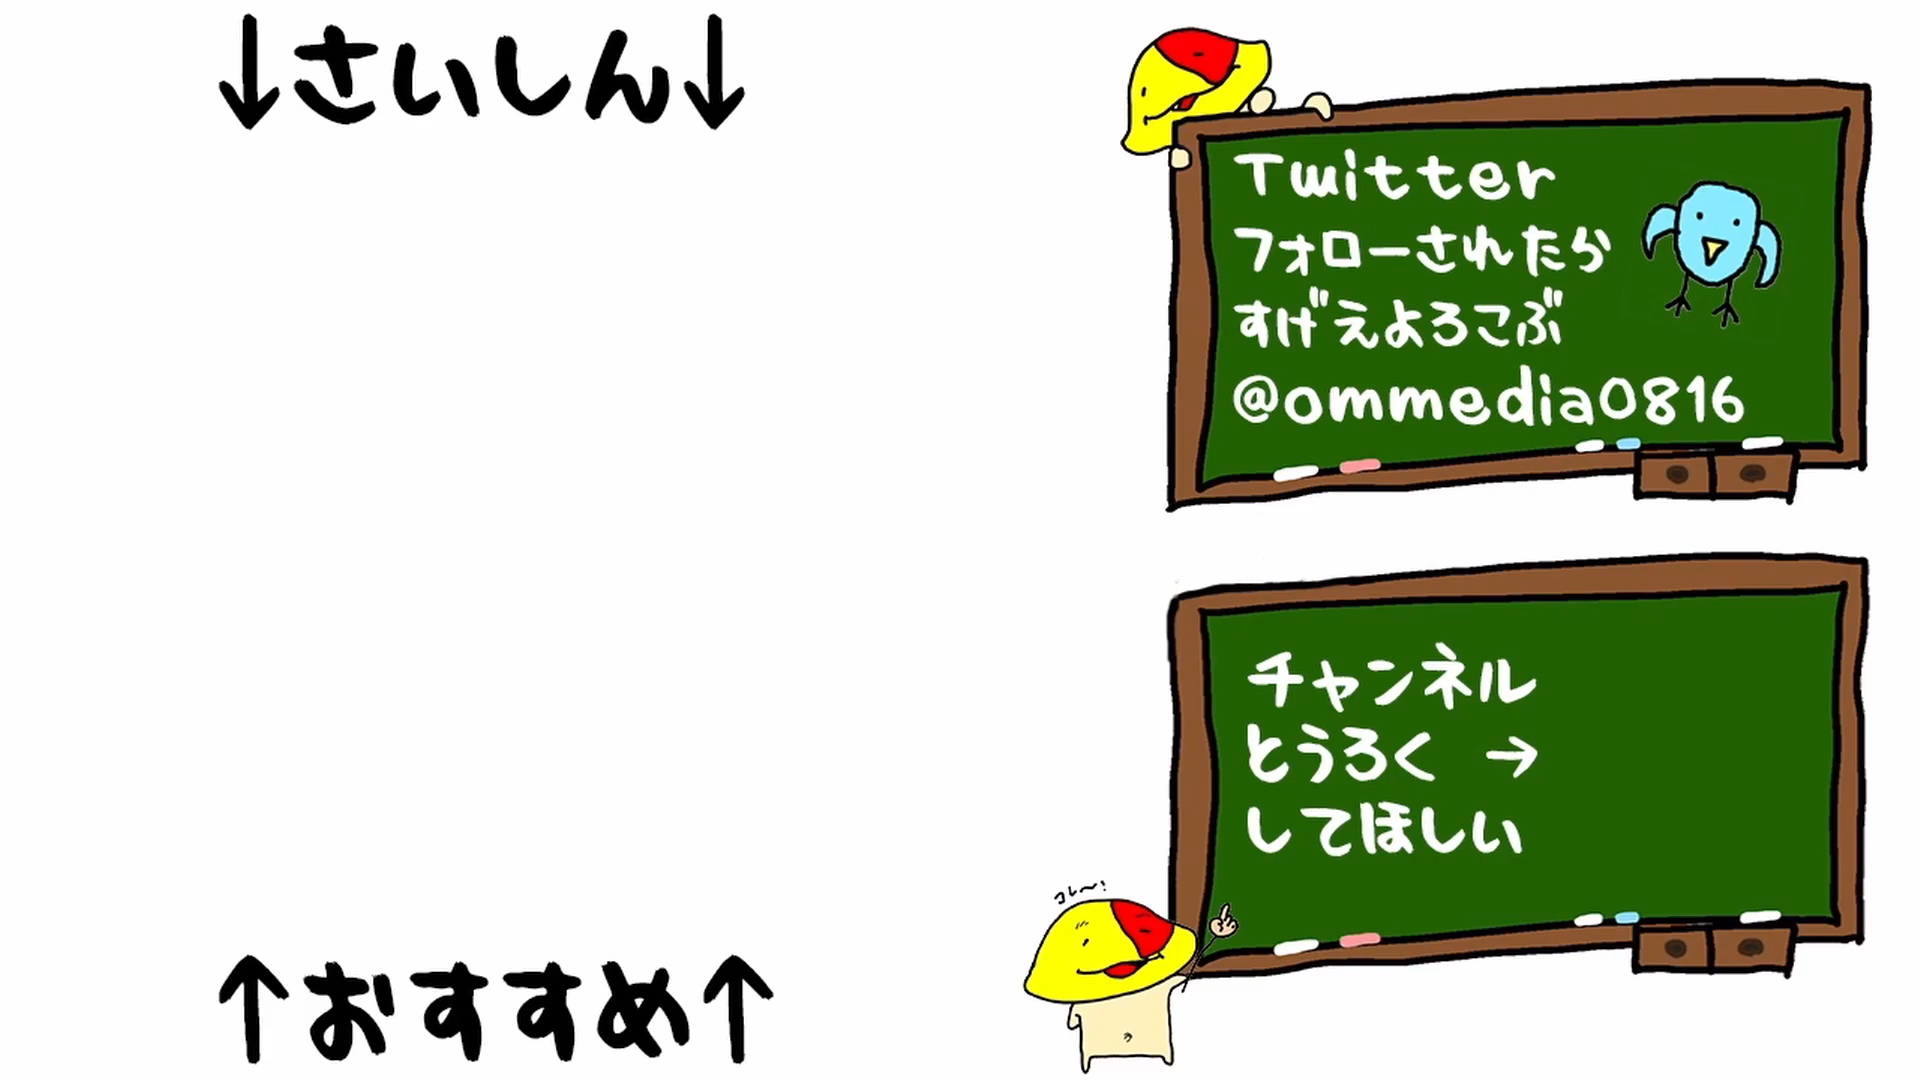 ↓さいしん↓
Twitter
フォローされたら
すげえよろこぶ
@ommedia0816
チャンネル
とうろく →
してほしい
コレ〜!
↑おすすめ↑